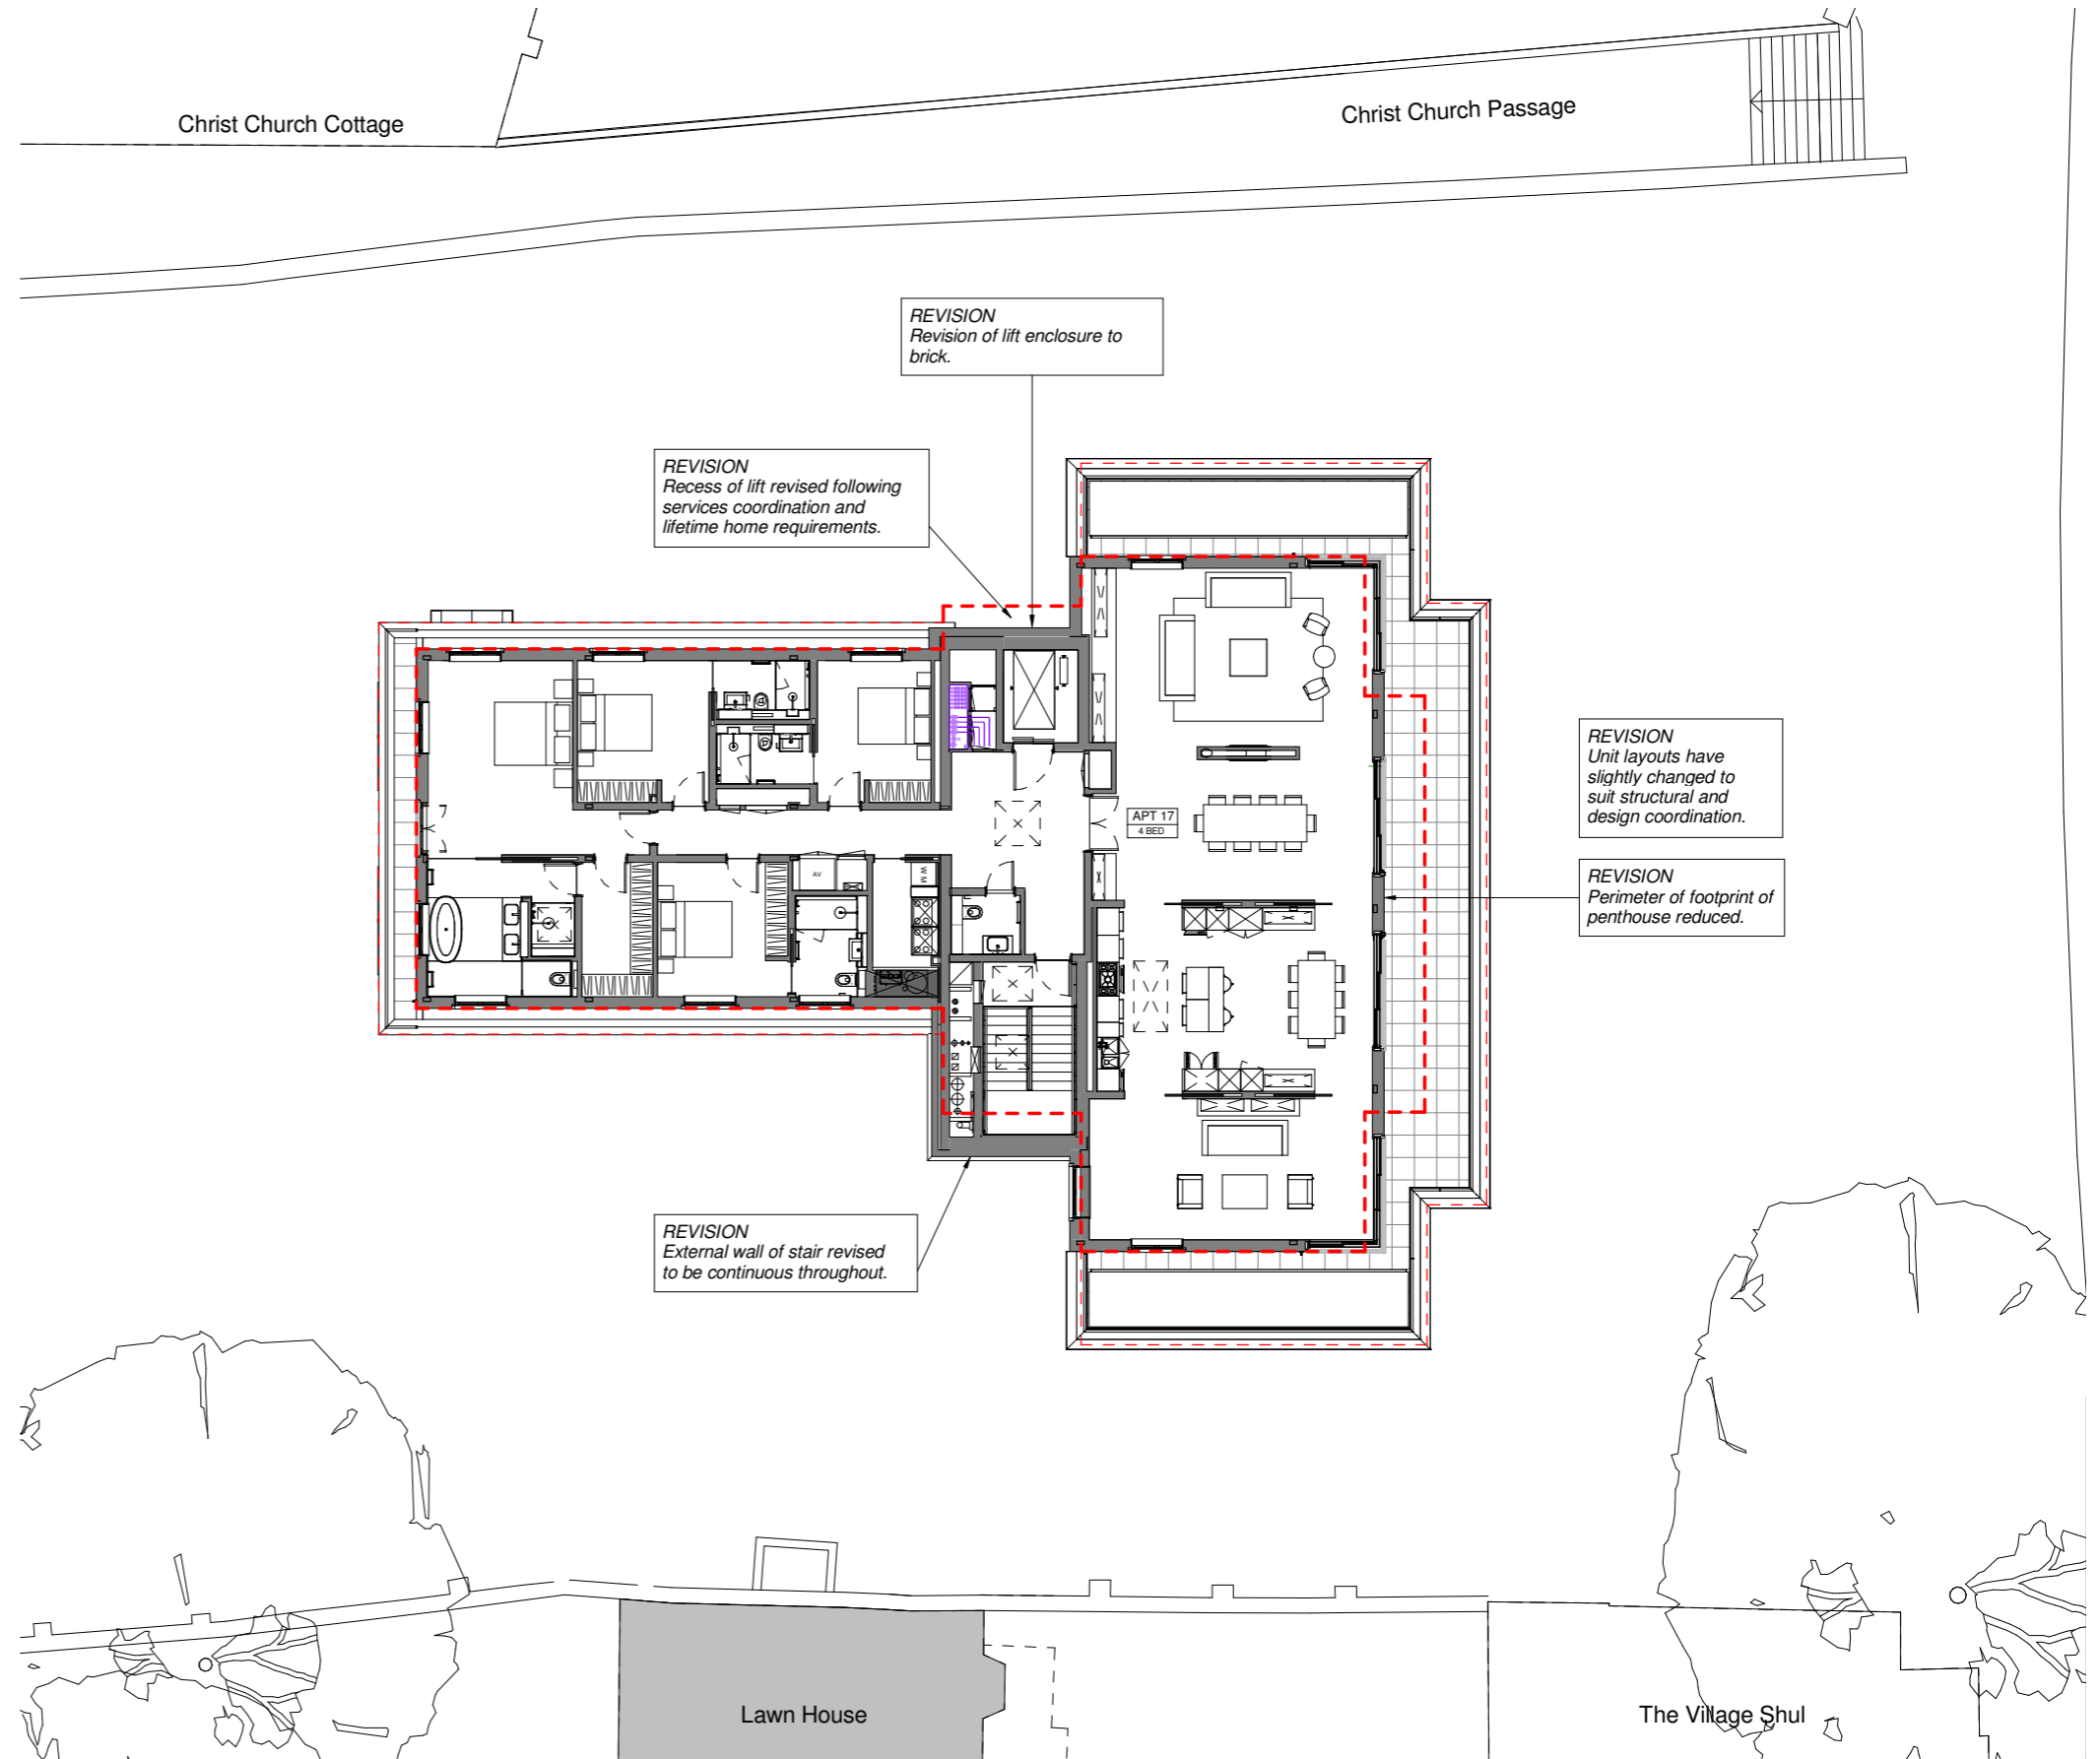 Christ Church Cottage
Christ Church Passage
REVISION
Revision of lift enclosure to
brick.
REVISION
Recess of lift revised following
services coordination and
lifetime home requirements.
REVISION
Unit layouts have
slightly changed to
suit structural and
design coordination.
APT 17
4 BED
REVISION
Perimeter of footprint of
penthouse reduced.
AV
W M
REVISION
External wall of stair revised
to be continuous throughout.
Lawn House
The Village Shul